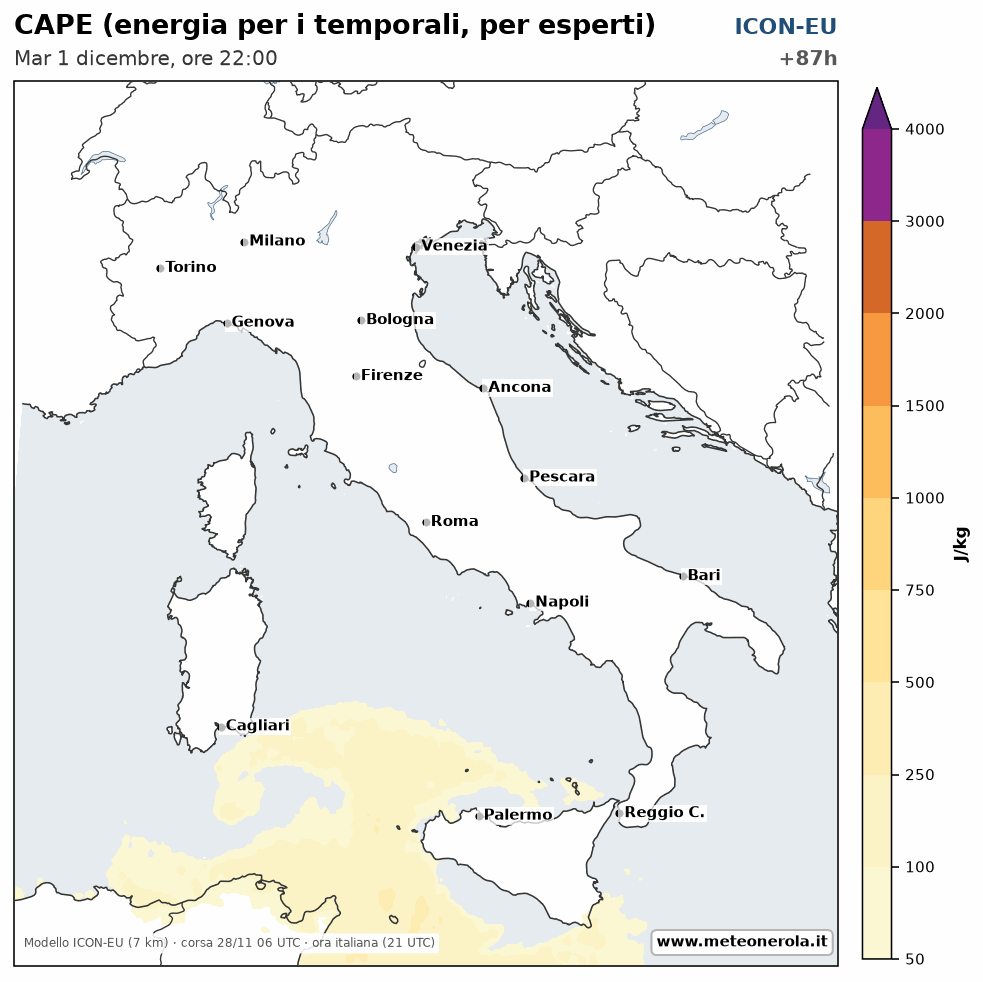 CAPE (energia per i temporali, per esperti)
ICON-EU
Mar 1 dicembre, ore 22:00
+87h
4000
3000
2000
1500
1000
750
500
250
100
50
J/kg
Milano
Venezia
Torino
Genova
Bologna
Firenze
Ancona
Pescara
Roma
Bari
Napoli
Cagliari
Palermo
Reggio C.
Modello ICON-EU (7 km) · corsa 28/11 06 UTC · ora italiana (21 UTC)
www.meteonerola.it